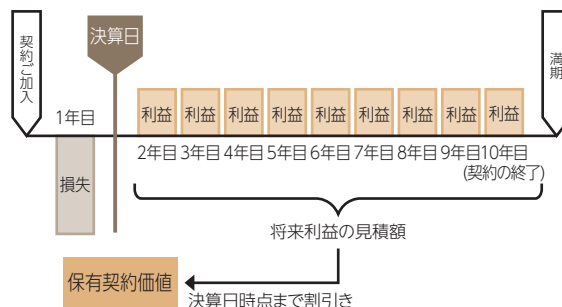 契約ご加入
決算日
満期
1年目
利益 利益 利益 利益 利益 利益 利益 利益 利益
損失
2年目 3年目 4年目 5年目 6年目 7年目 8年目 9年目 10年目
(契約の終了)
将来利益の見積額
保有契約価値
決算日時点まで割引き